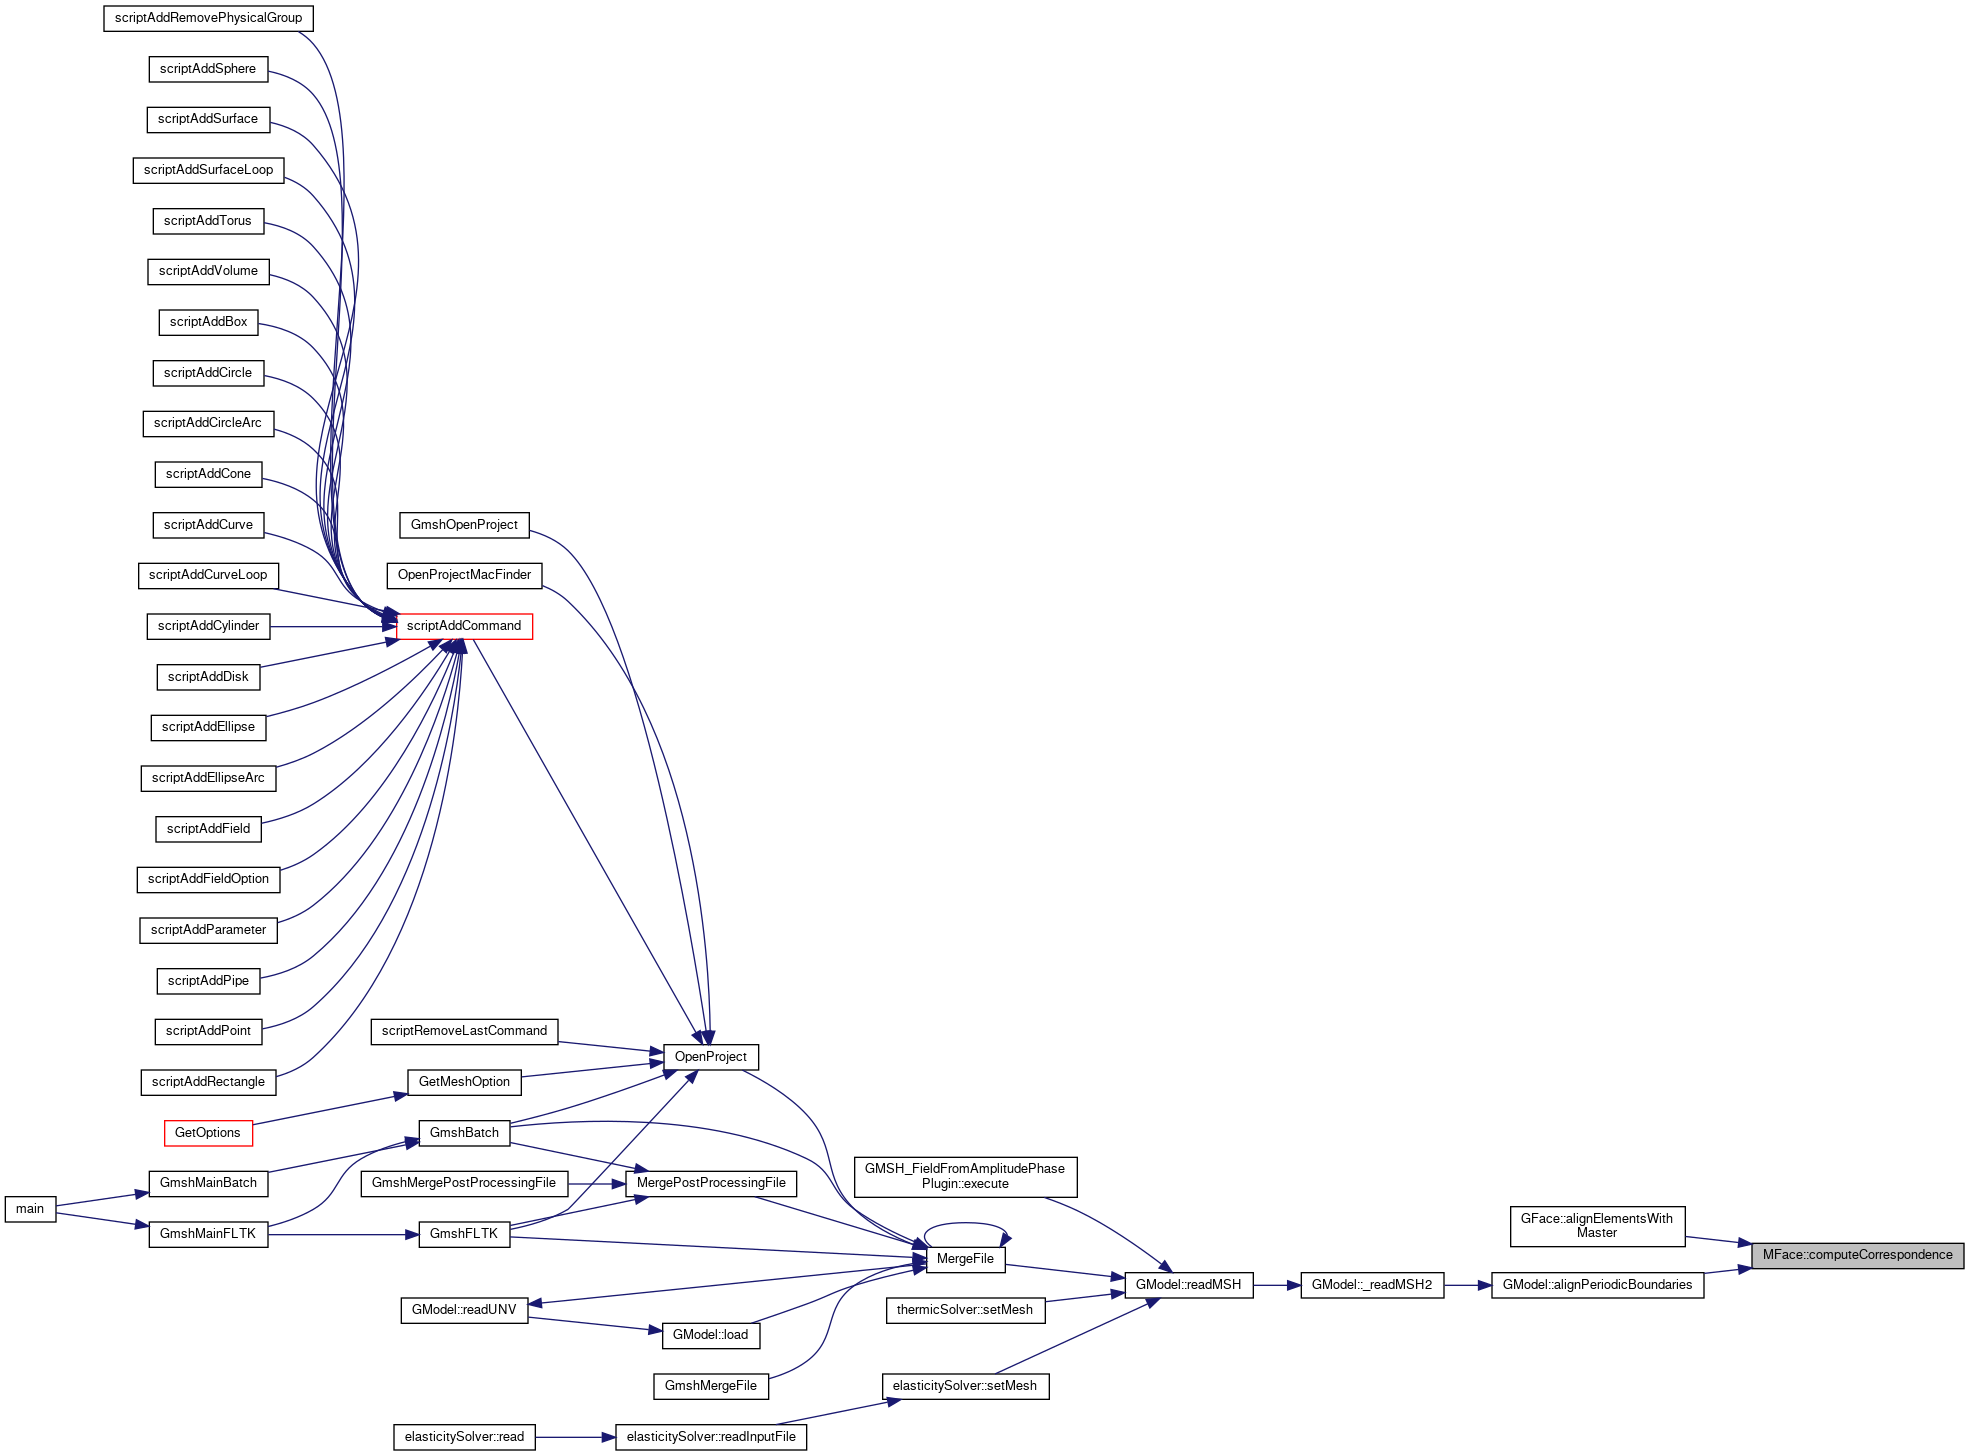 scriptAddRemovePhysicalGroup
scriptAddSphere
scriptAddSurface
scriptAddSurfaceLoop
scriptAddTorus
scriptAddVolume
scriptAddBox
scriptAddCircle
scriptAddCircleArc
scriptAddCone
scriptAddCurve
GmshOpenProject
scriptAddCurveLoop
OpenProjectMacFinder
scriptAddCylinder
scriptAddCommand
scriptAddDisk
scriptAddEllipse
scriptAddEllipseArc
scriptAddField
scriptAddFieldOption
scriptAddParameter
scriptAddPipe
scriptAddPoint
scriptRemoveLastCommand
OpenProject
scriptAddRectangle
GetMeshOption
GetOptions
GmshBatch
GMSH_FieldFromAmplitudePhase
Plugin::execute
GmshMainBatch
GmshMergePostProcessingFile
MergePostProcessingFile
main
GmshMainFLTK
GmshFLTK
MergeFile
GFace::alignElementsWith
Master
MFace::computeCorrespondence
GModel::readMSH
GModel::_readMSH2
GModel::alignPeriodicBoundaries
GModel::readUNV
thermicSolver::setMesh
GModel::load
GmshMergeFile
elasticitySolver::setMesh
elasticitySolver::read
elasticitySolver::readInputFile